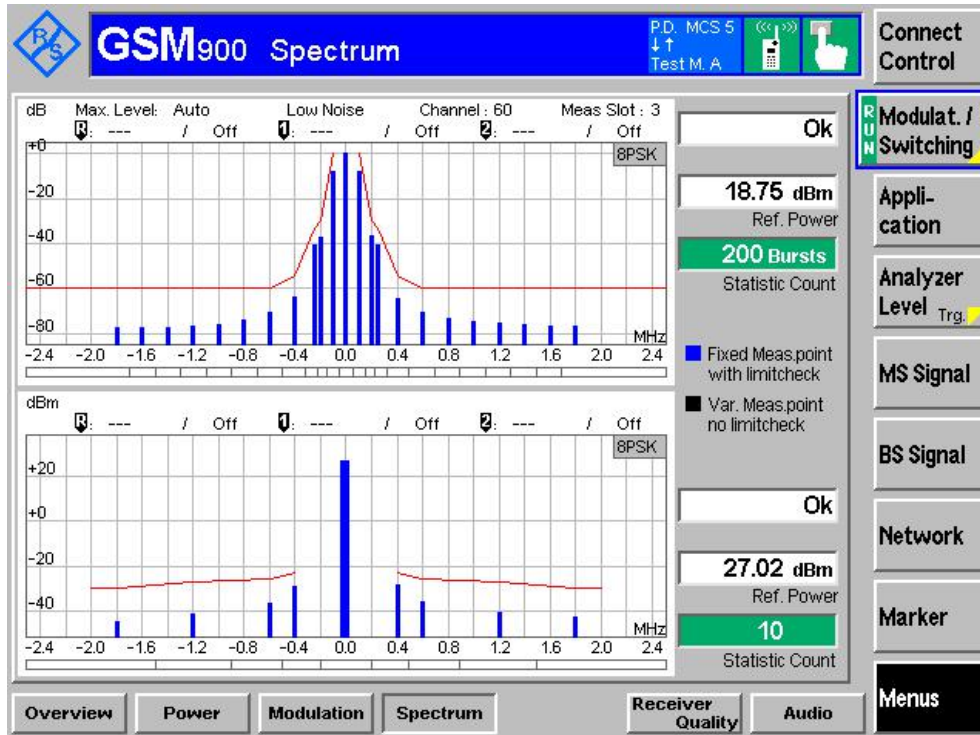 R&S
GSM900 Spectrum
P.D. MCS 5
Test M. A
Connect Control
dB Max. Level: Auto Low Noise Channel : 60 Meas Slot : 3
R: --- / Off 1: --- / Off 2: --- / Off
8PSK
+0
-20
-40
-60
-80
MHz
-2.4 -2.0 -1.6 -1.2 -0.8 -0.4 0.0 0.4 0.8 1.2 1.6 2.0 2.4
Ok
18.75 dBm
Ref. Power
200 Bursts
Statistic Count
Fixed Meas.point
with limitcheck
Var. Meas.point
no limitcheck
dBm
R: --- / Off 1: --- / Off 2: --- / Off
8PSK
+20
+0
-20
-40
MHz
-2.4 -2.0 -1.6 -1.2 -0.8 -0.4 0.0 0.4 0.8 1.2 1.6 2.0 2.4
Ok
27.02 dBm
Ref. Power
10
Statistic Count
RUN
Modulat. /
Switching
Appli-
cation
Analyzer
Level Trg.
MS Signal
BS Signal
Network
Marker
Menus
Overview Power Modulation Spectrum Receiver Quality Audio